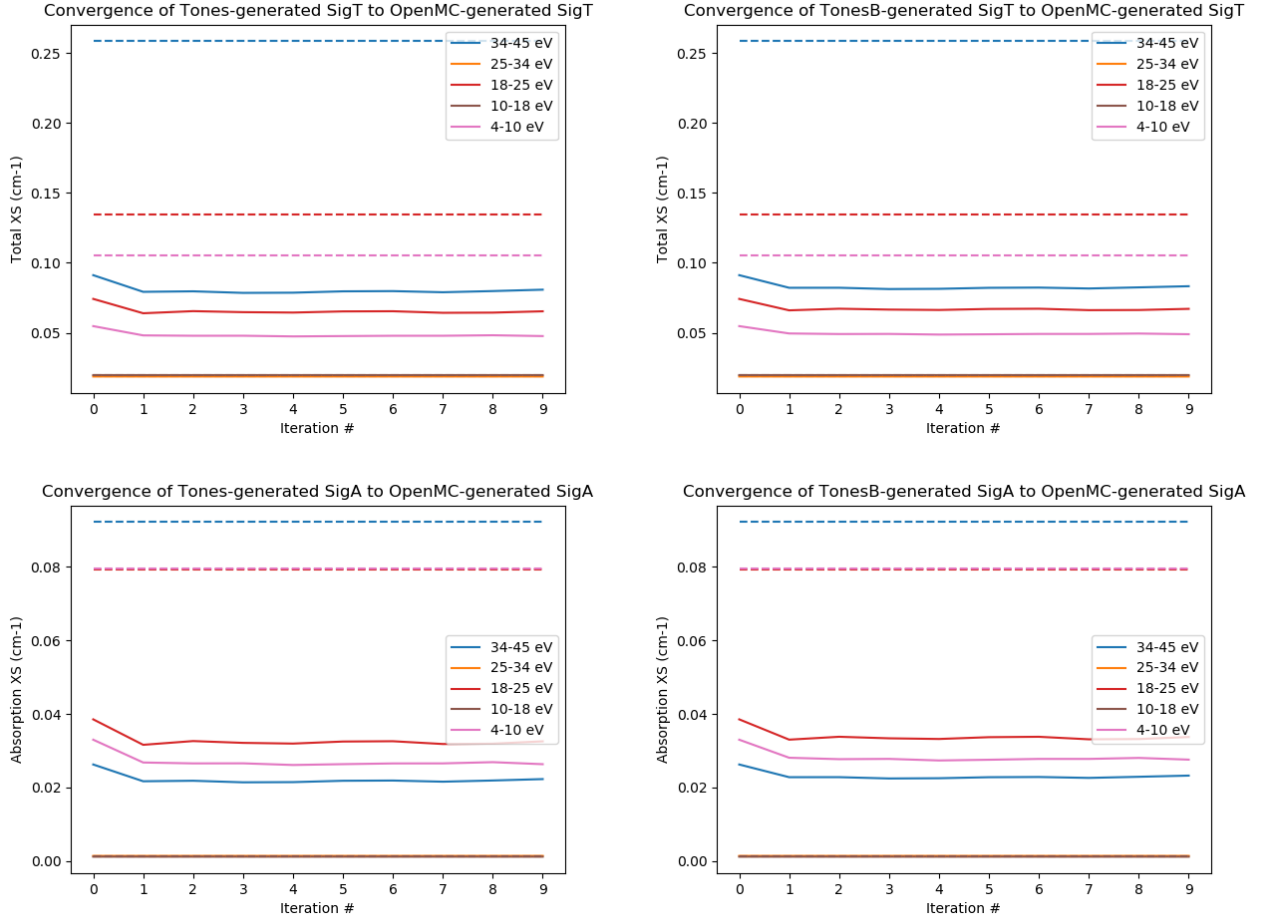 Convergence of Tones-generated SigT to OpenMC-generated SigT
Total XS (cm-1)
0.25
0.20
0.15
0.10
0.05
34-45 eV
25-34 eV
18-25 eV
10-18 eV
4-10 eV
0 1 2 3 4 5 6 7 8 9
Iteration #
Convergence of TonesB-generated SigT to OpenMC-generated SigT
Total XS (cm-1)
0.25
0.20
0.15
0.10
0.05
34-45 eV
25-34 eV
18-25 eV
10-18 eV
4-10 eV
0 1 2 3 4 5 6 7 8 9
Iteration #
Convergence of Tones-generated SigA to OpenMC-generated SigA
Absorption XS (cm-1)
0.08
0.06
0.04
0.02
0.00
34-45 eV
25-34 eV
18-25 eV
10-18 eV
4-10 eV
0 1 2 3 4 5 6 7 8 9
Iteration #
Convergence of TonesB-generated SigA to OpenMC-generated SigA
Absorption XS (cm-1)
0.08
0.06
0.04
0.02
0.00
34-45 eV
25-34 eV
18-25 eV
10-18 eV
4-10 eV
0 1 2 3 4 5 6 7 8 9
Iteration #